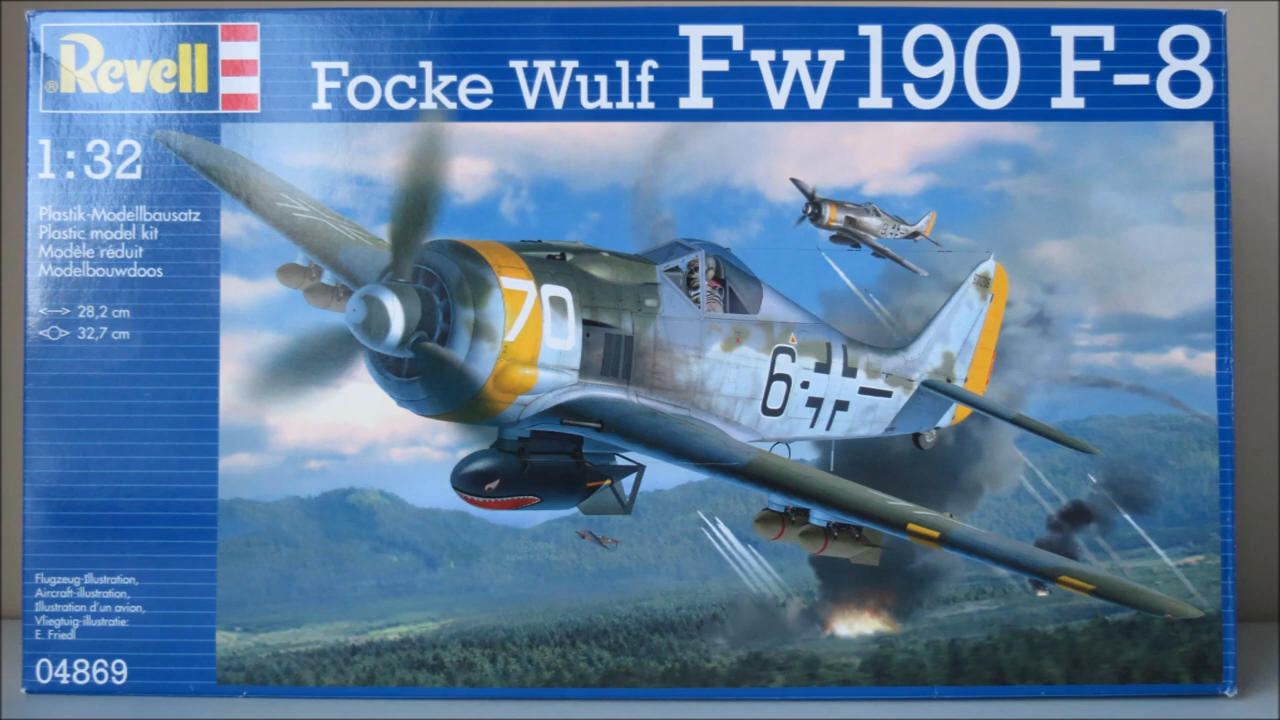 ® Revell
Focke Wulf Fw190 F-8
1:32
Plastik-Modellbausatz
Plastic model kit
Modèle réduit
Modelbouwdoos
28,2 cm
32,7 cm
70
6
Flugzeug-Illustration,
Aircraft-illustration,
Illustration d'un avion,
Vliegtuig-illustratie:
E. Friedl
04869